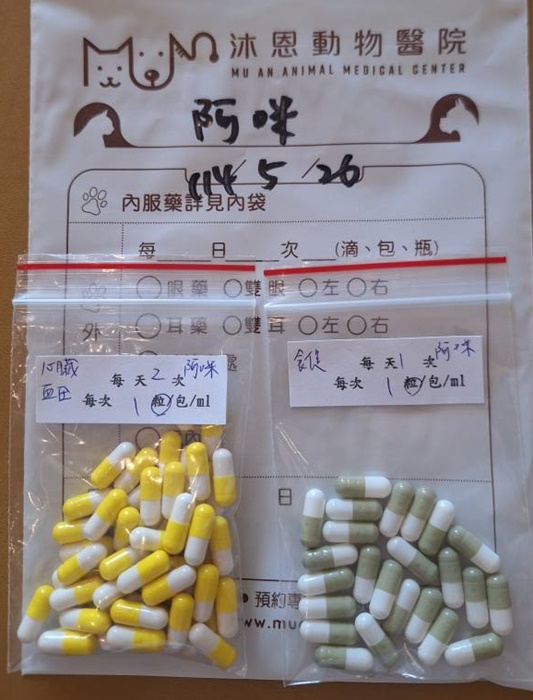 沐恩動物醫院
MU AN ANIMAL MEDICAL CENTER
阿咪
114/5/26
內服藥詳見內袋
每 日 次 (滴、包、瓶)
眼藥 雙眼 左 右
外
耳藥 雙耳 左 右
心臟 每天2次 阿咪
每次 1 粒/包/ml
每天1次 阿咪
每次 1 粒/包/ml
內
日
預約專
www.mu